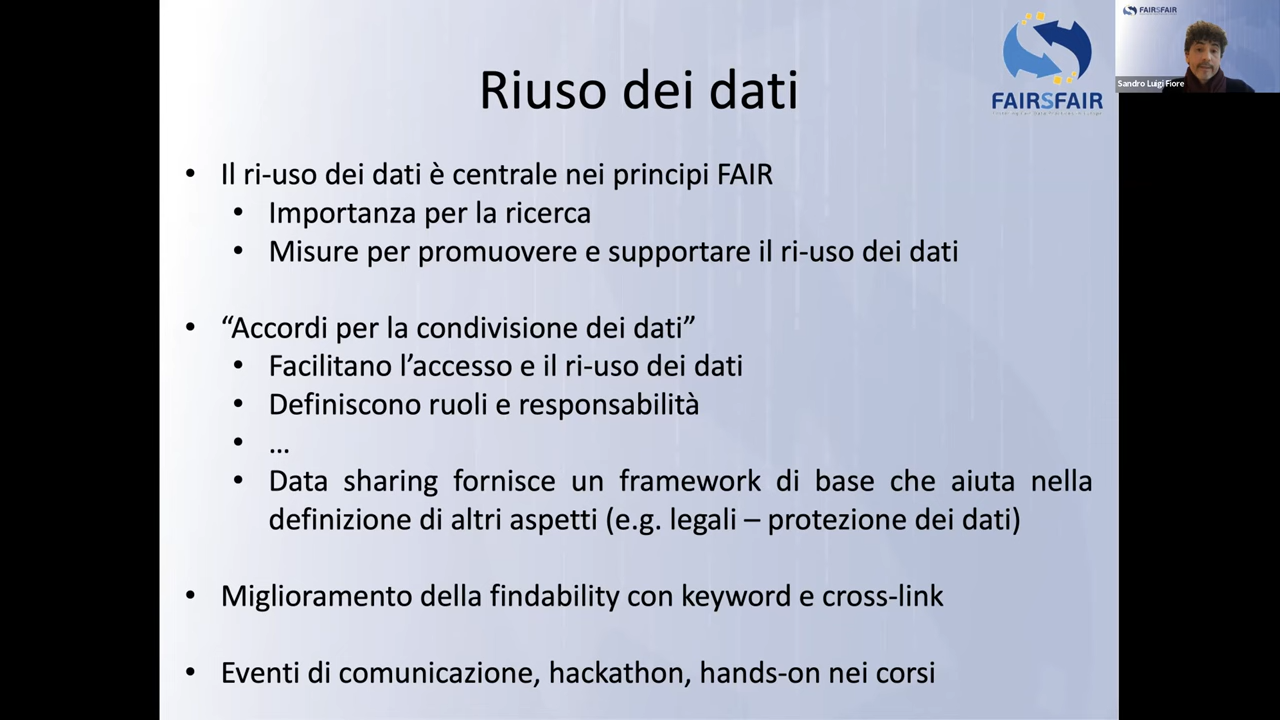 Riuso dei dati
FAIRSFAIR
FAIRSFAIR
Sandro Luigi Fiore
• Il ri-uso dei dati è centrale nei principi FAIR
• Importanza per la ricerca
• Misure per promuovere e supportare il ri-uso dei dati
• “Accordi per la condivisione dei dati”
• Facilitano l’accesso e il ri-uso dei dati
• Definiscono ruoli e responsabilità
• ...
• Data sharing fornisce un framework di base che aiuta nella
definizione di altri aspetti (e.g. legali – protezione dei dati)
• Miglioramento della findability con keyword e cross-link
• Eventi di comunicazione, hackathon, hands-on nei corsi